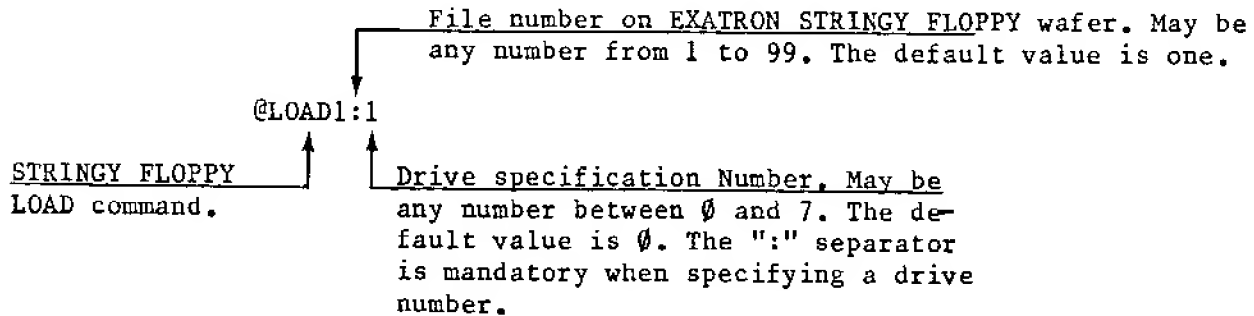 File number on EXATRON STRINGY FLOPPY wafer. May be
any number from 1 to 99. The default value is one.
@LOAD1:1
STRINGY FLOPPY
LOAD command.
Drive specification Number. May be
any number between Ø and 7. The de-
fault value is Ø. The ":" separator
is mandatory when specifying a drive
number.